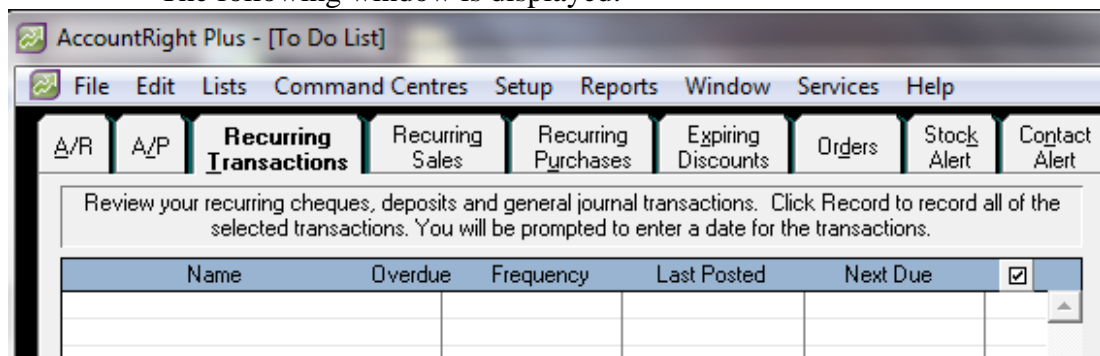 The following window is displayed:
AccountRight Plus - [To Do List]
File Edit Lists Command Centres Setup Reports Window Services Help
A/R A/P Recurring Transactions Recurring Sales Recurring Purchases Expiring Discounts Orders Stock Alert Contact Alert
Review your recurring cheques, deposits and general journal transactions. Click Record to record all of the
selected transactions. You will be prompted to enter a date for the transactions.
Name Overdue Frequency Last Posted Next Due